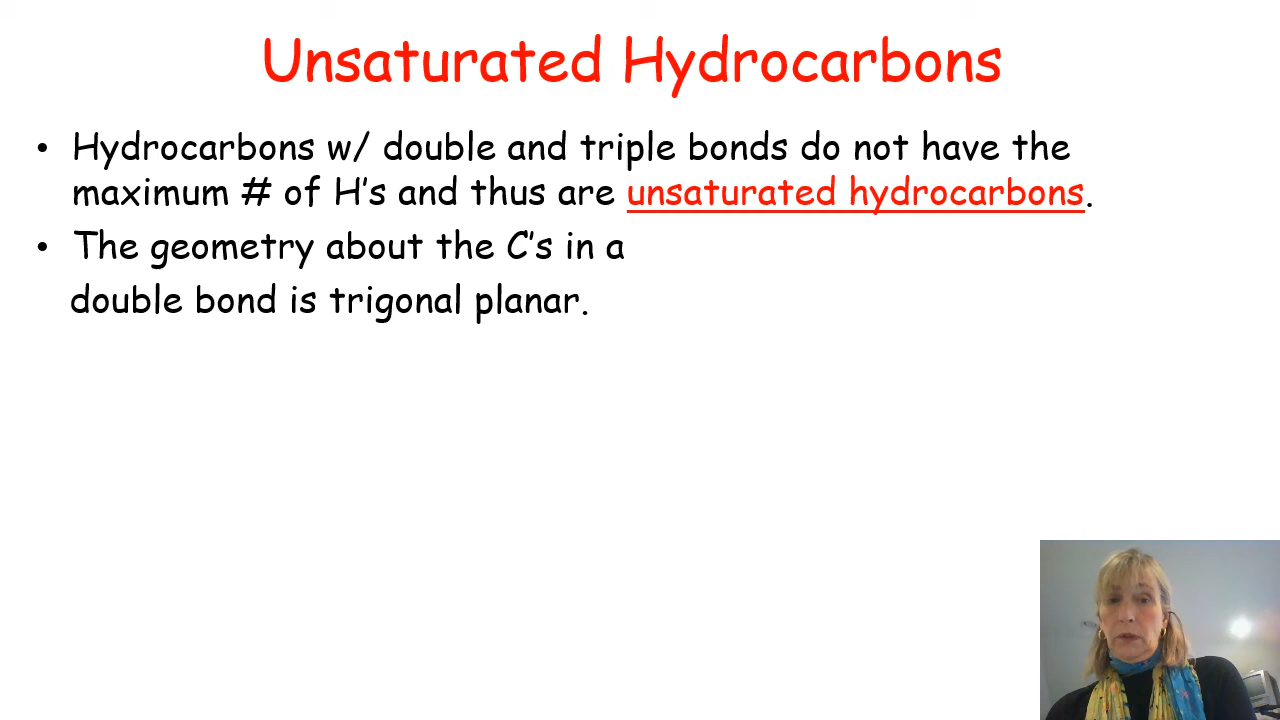 Unsaturated Hydrocarbons
• Hydrocarbons w/ double and triple bonds do not have the
maximum # of H's and thus are unsaturated hydrocarbons.
• The geometry about the C's in a
double bond is trigonal planar.